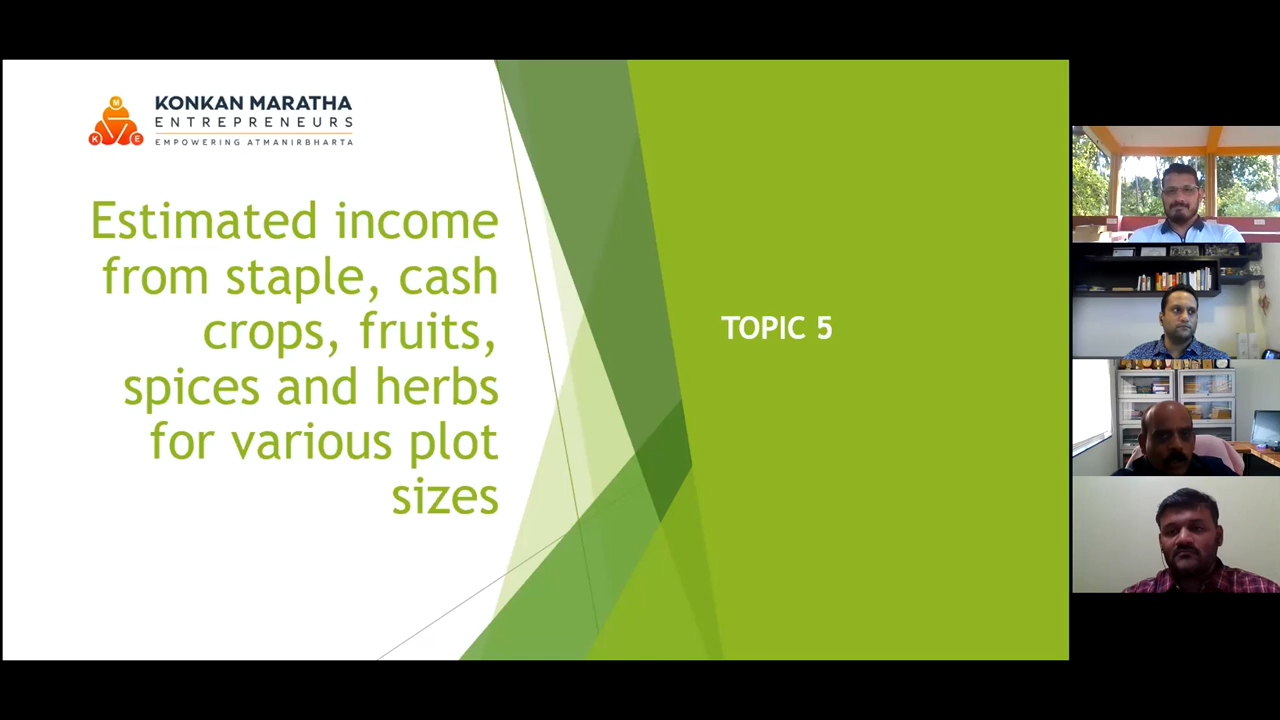 M
K E
KONKAN MARATHA
ENTREPRENEURS
EMPOWERING ATMANIRBHARTA
Estimated income
from staple, cash
crops, fruits,
spices and herbs
for various plot
sizes
TOPIC 5